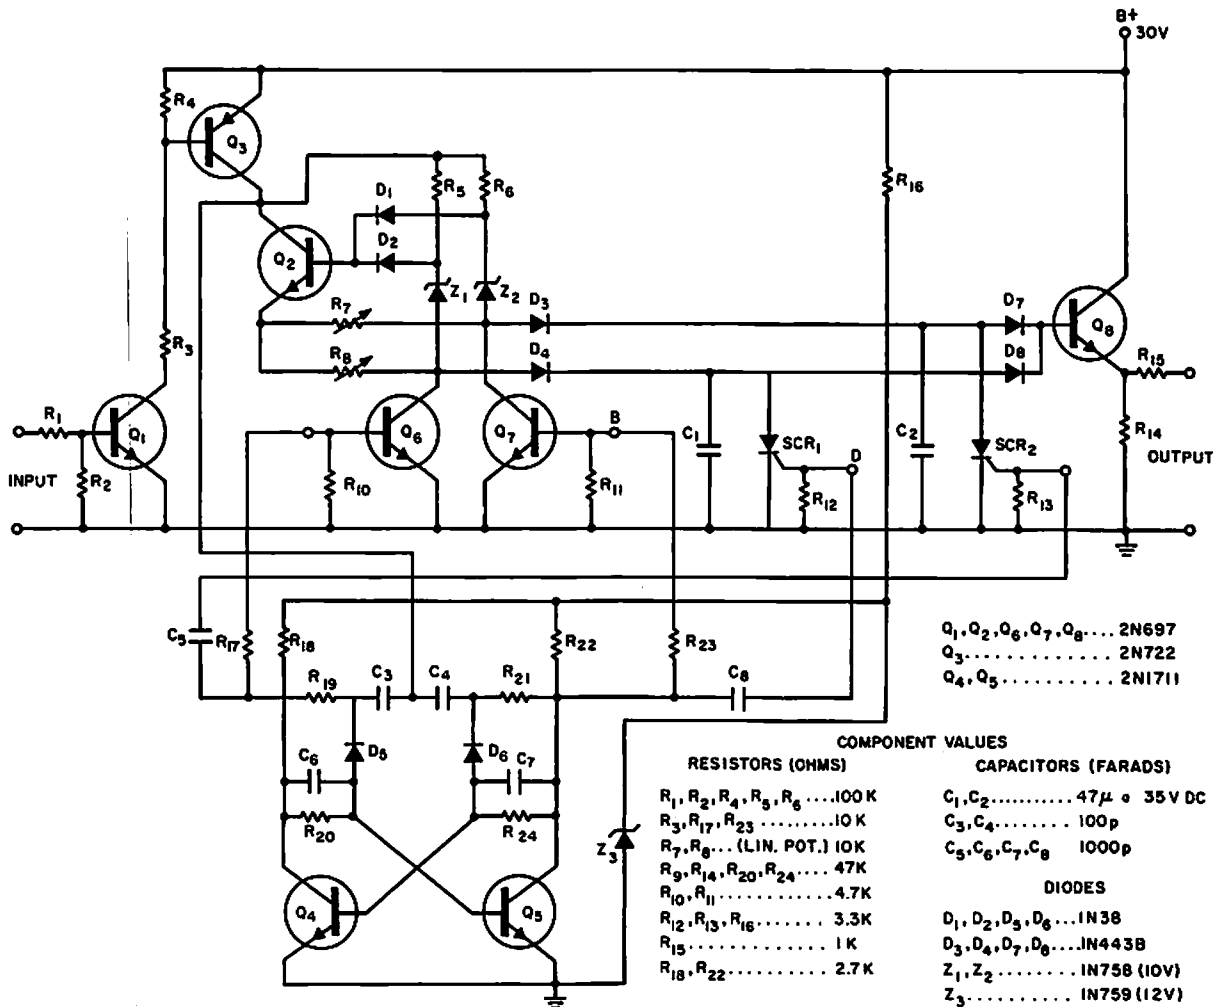 B+
30V
R4
Q3
R5
R6
R16
D1
D2
Q2
Z1
Z2
R7
D3
D7
Q8
R3
R8
D4
D8
R15
R1
Q1
Q6
Q7
B
C1
SCR1
D
C2
SCR2
R14
OUTPUT
INPUT
R2
R10
R11
R12
R13
C5
R17
R18
R22
R23
R19
C3
C4
R21
C8
C6
D5
D6
C7
R20
R24
Z3
Q4
Q5
Q1, Q2, Q6, Q7, Q8.... 2N697
Q3............. 2N722
Q4, Q5.......... 2N1711
COMPONENT VALUES
RESISTORS (OHMS)
R1, R2, R4, R5, R6 ....100K
R3, R17, R23 ........10K
R7, R8... (LIN. POT.) 10K
R9, R14, R20, R24.... 47K
R10, R11............4.7K
R12, R13, R16....... 3.3K
R15............. 1K
R18, R22......... 2.7K
CAPACITORS (FARADS)
C1, C2.......... 47μ @ 35V DC
C3, C4........ 100p
C5, C6, C7, C8 1000p
DIODES
D1, D2, D5, D6...1N38
D3, D4, D7, D8....1N443B
Z1, Z2........ 1N758 (10V)
Z3.......... 1N759 (12V)